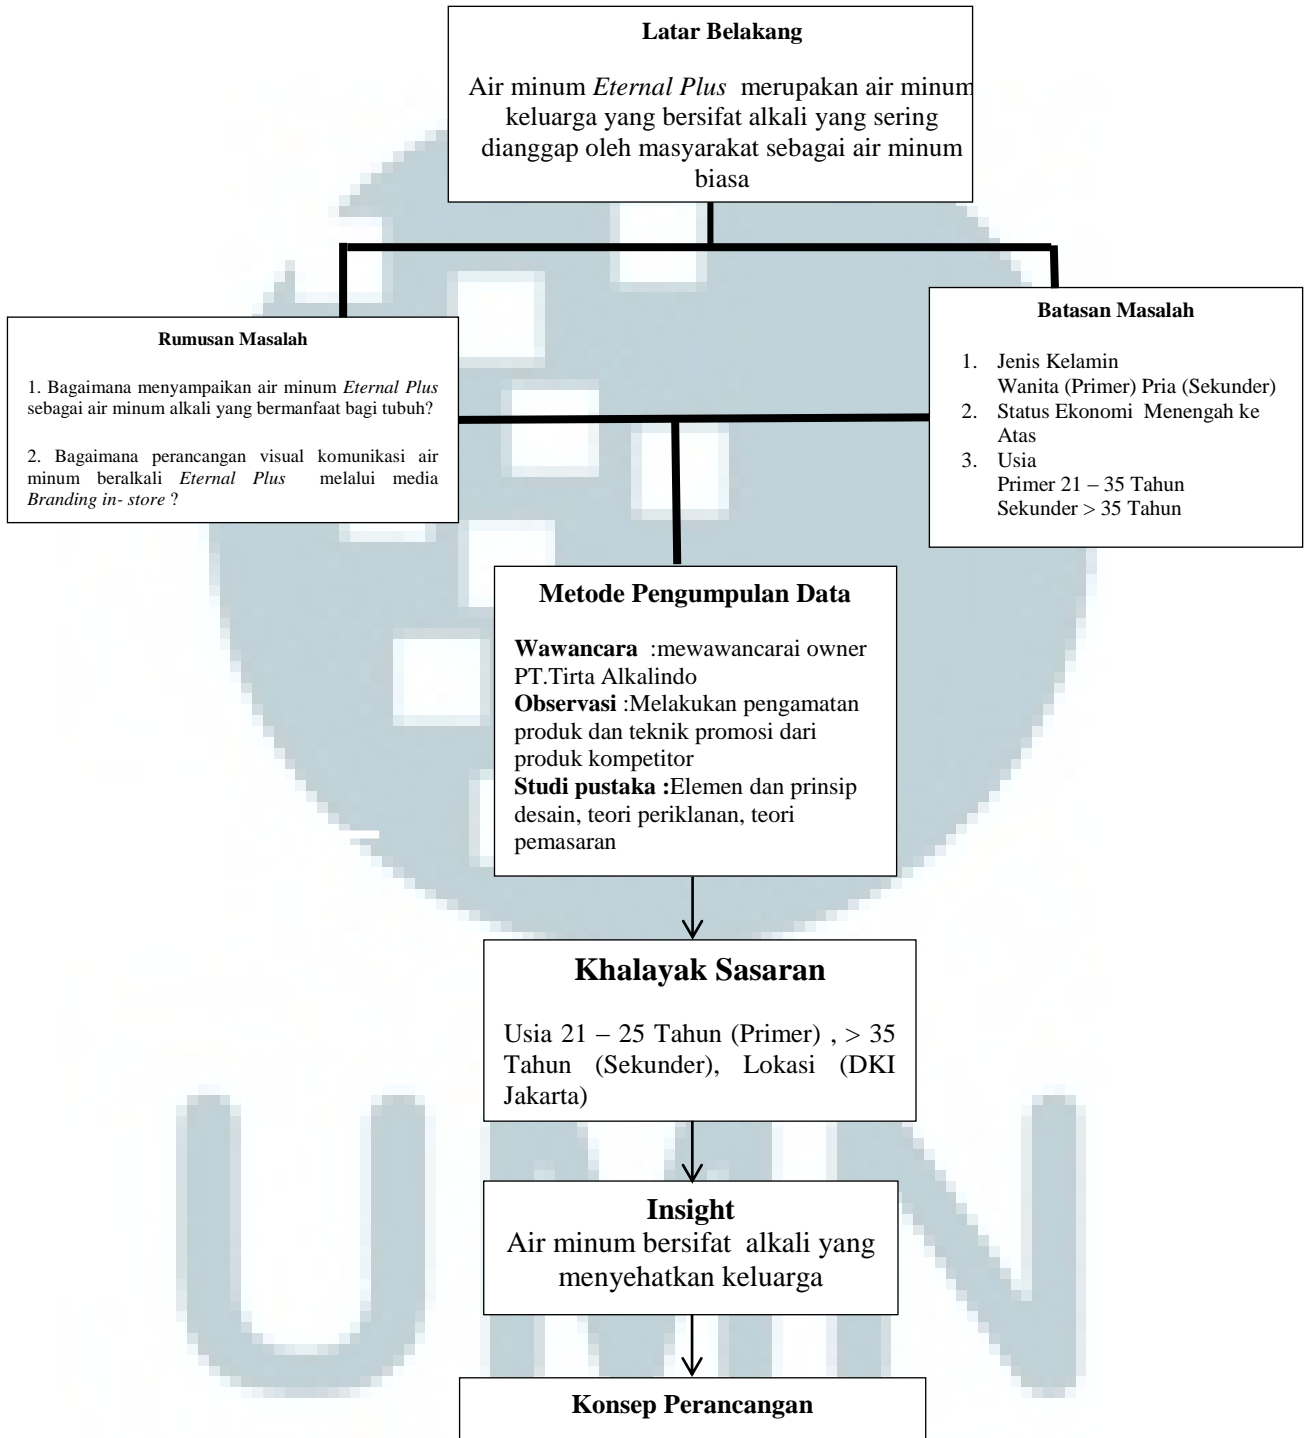 Latar Belakang
Air minum Eternal Plus merupakan air minum
keluarga yang bersifat alkali yang sering
dianggap oleh masyarakat sebagai air minum
biasa
Rumusan Masalah
1. Bagaimana menyampaikan air minum Eternal Plus
sebagai air minum alkali yang bermanfaat bagi tubuh?
2. Bagaimana perancangan visual komunikasi air
minum beralkali Eternal Plus melalui media
Branding in- store ?
Batasan Masalah
1. Jenis Kelamin
Wanita (Primer) Pria (Sekunder)
2. Status Ekonomi Menengah ke
Atas
3. Usia
Primer 21 – 35 Tahun
Sekunder > 35 Tahun
Metode Pengumpulan Data
Wawancara :mewawancarai owner
PT.Tirta Alkalindo
Observasi :Melakukan pengamatan
produk dan teknik promosi dari
produk kompetitor
Studi pustaka :Elemen dan prinsip
desain, teori periklanan, teori
pemasaran
Khalayak Sasaran
Usia 21 – 25 Tahun (Primer) , > 35
Tahun (Sekunder), Lokasi (DKI
Jakarta)
Insight
Air minum bersifat alkali yang
menyehatkan keluarga
Konsep Perancangan
UMN